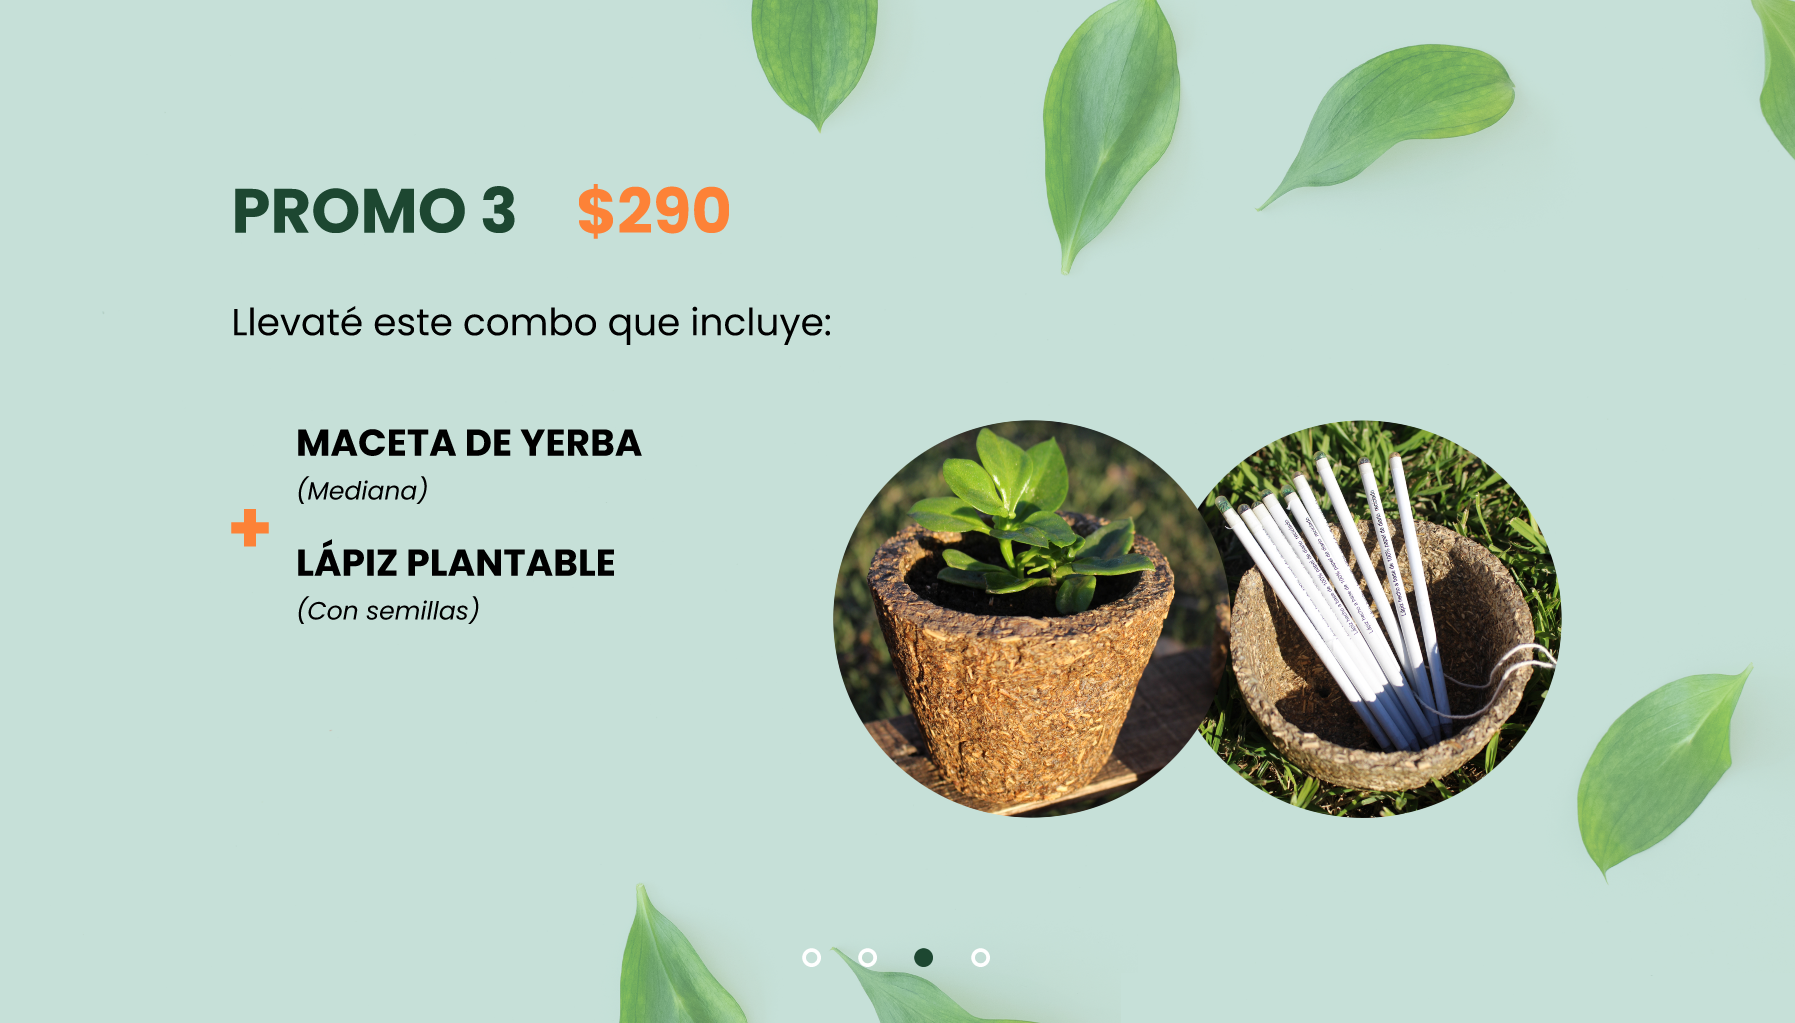 PROMO 3 $290
Llevaté este combo que incluye:
MACETA DE YERBA
(Mediana)
LÁPIZ PLANTABLE
(Con semillas)